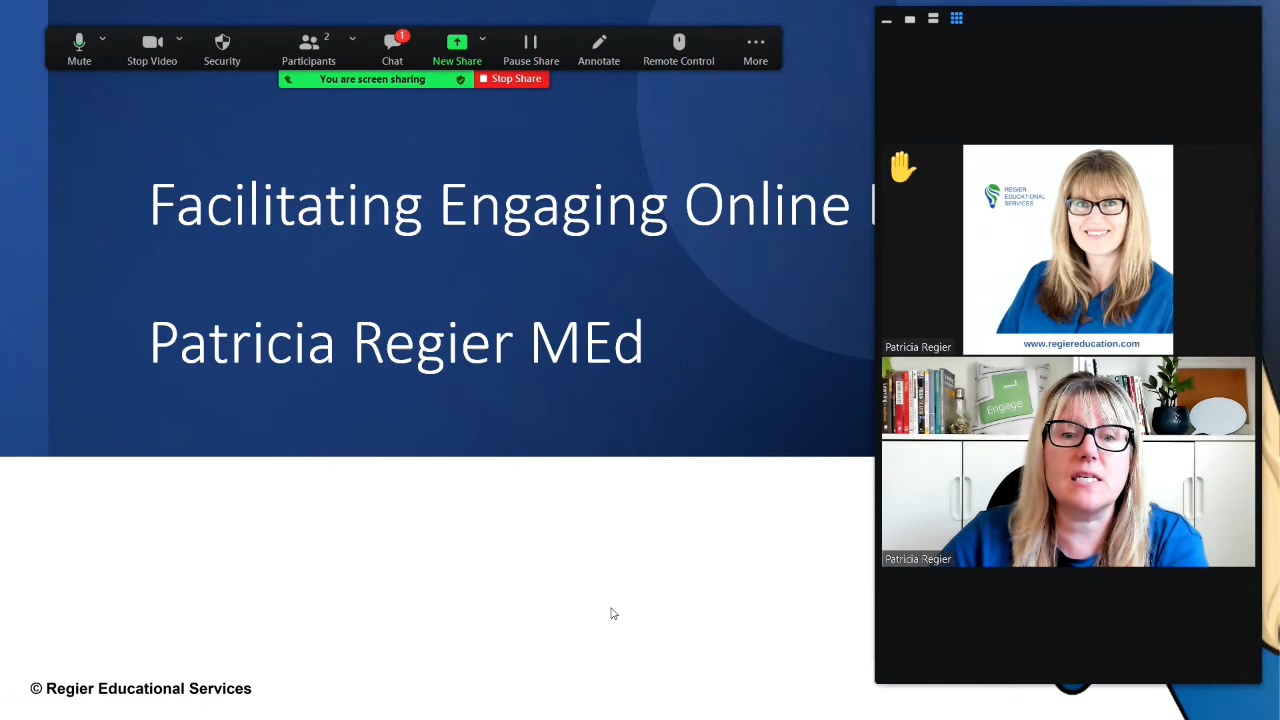 2
1
Mute
Stop Video
Security
Participants
Chat
New Share
Pause Share
Annotate
Remote Control
More
You are screen sharing
Stop Share
Facilitating Engaging Online
Patricia Regier MEd
REGIER
EDUCATIONAL
SERVICES
www.regiereducation.com
Patricia Regier
Engage
Patricia Regier
© Regier Educational Services